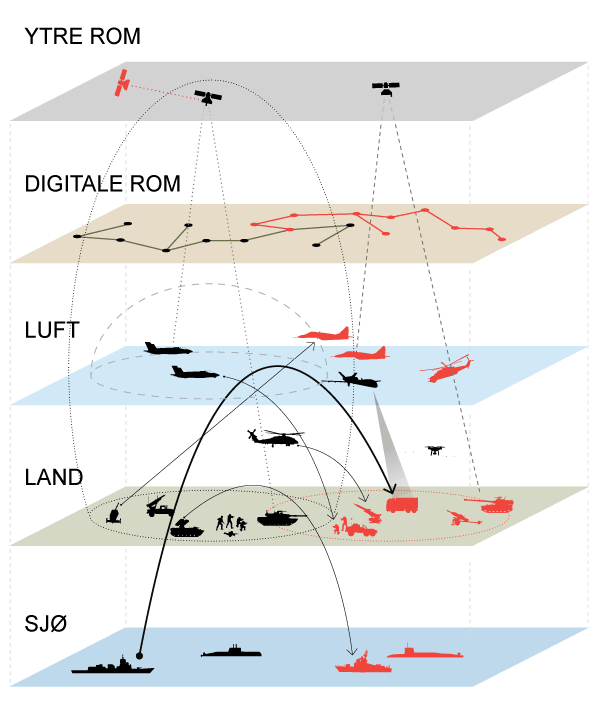 YTRE ROM
DIGITALE ROM
LUFT
LAND
SJØ